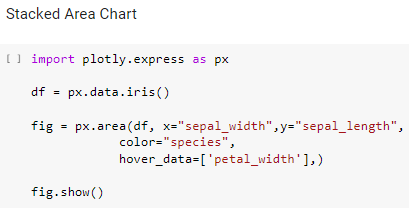 Stacked Area Chart
[ ] import plotly.express as px
df = px.data.iris()
fig = px.area(df, x="sepal_width",y="sepal_length",
color="species",
hover_data=['petal_width'],)
fig.show()